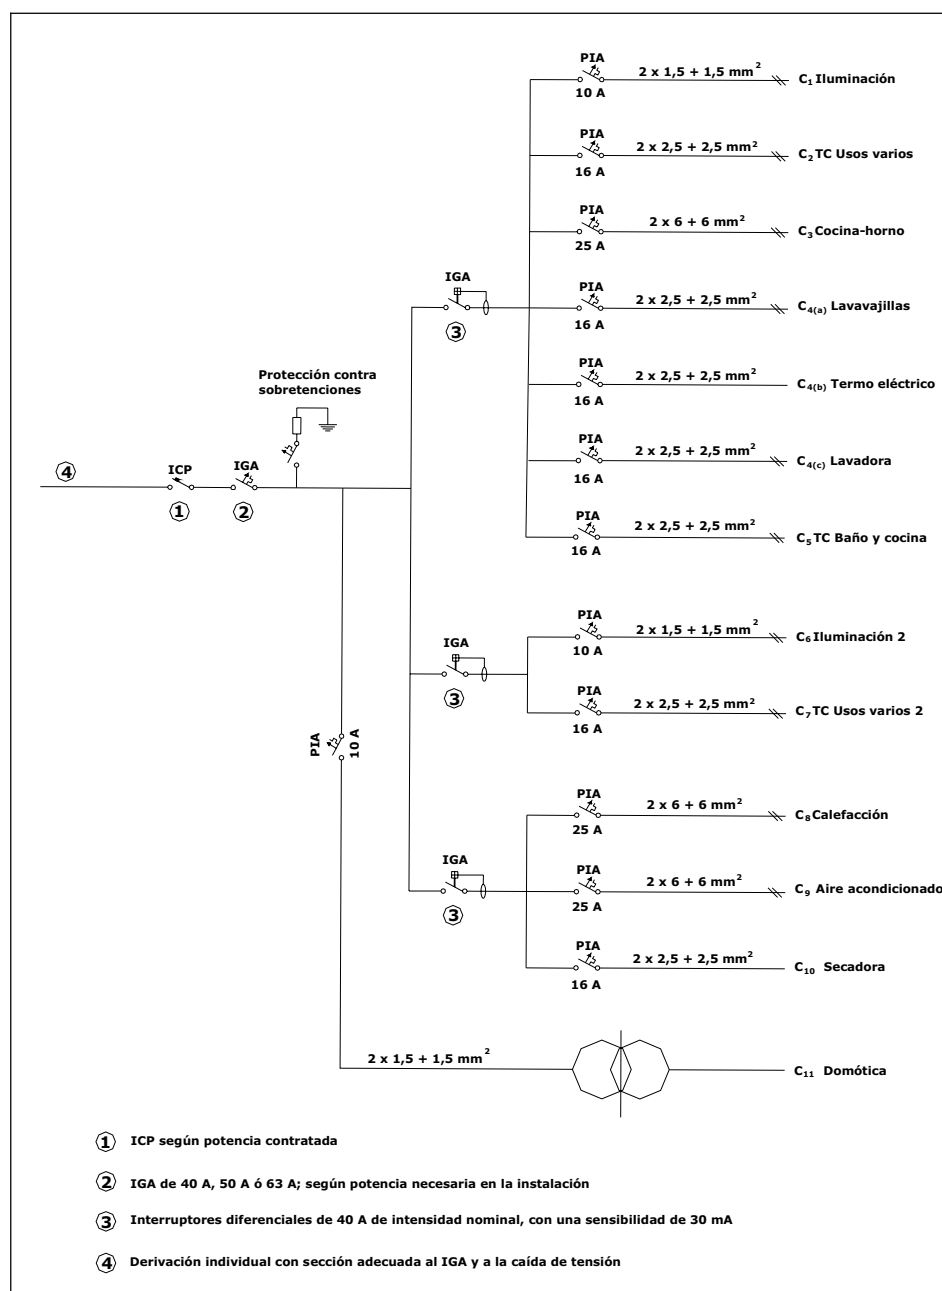 PIA
2 x 1,5 + 1,5 mm²
10 A
C₁ Iluminación
PIA
2 x 2,5 + 2,5 mm²
16 A
C₂ TC Usos varios
PIA
2 x 6 + 6 mm²
25 A
C₃ Cocina-horno
IGA
3
PIA
2 x 2,5 + 2,5 mm²
16 A
C₄₍ₐ₎ Lavavajillas
PIA
2 x 2,5 + 2,5 mm²
16 A
C₄(b) Termo eléctrico
Protección contra
sobretenciones
PIA
2 x 2,5 + 2,5 mm²
16 A
C₄(c) Lavadora
4
ICP
IGA
1
2
PIA
2 x 2,5 + 2,5 mm²
16 A
C₅ TC Baño y cocina
PIA
2 x 1,5 + 1,5 mm²
10 A
C₆ Iluminación 2
IGA
3
PIA
2 x 2,5 + 2,5 mm²
16 A
C₇ TC Usos varios 2
PIA
10 A
PIA
2 x 6 + 6 mm²
25 A
C₈ Calefacción
IGA
3
PIA
2 x 6 + 6 mm²
25 A
C₉ Aire acondicionado
PIA
2 x 2,5 + 2,5 mm²
16 A
C₁₀ Secadora
2 x 1,5 + 1,5 mm²
C₁₁ Domótica
1 ICP según potencia contratada
2 IGA de 40 A, 50 A ó 63 A; según potencia necesaria en la instalación
3 Interruptores diferenciales de 40 A de intensidad nominal, con una sensibilidad de 30 mA
4 Derivación individual con sección adecuada al IGA y a la caída de tensión